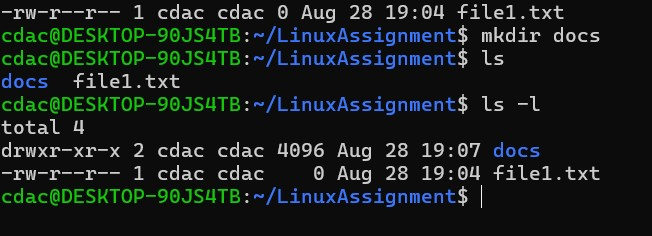 -rw-r--r-- 1 cdac cdac 0 Aug 28 19:04 file1.txt
cdac@DESKTOP-90JS4TB:~/LinuxAssignment$ mkdir docs
cdac@DESKTOP-90JS4TB:~/LinuxAssignment$ ls
docs  file1.txt
cdac@DESKTOP-90JS4TB:~/LinuxAssignment$ ls -l
total 4
drwxr-xr-x 2 cdac cdac 4096 Aug 28 19:07 docs
-rw-r--r-- 1 cdac cdac    0 Aug 28 19:04 file1.txt
cdac@DESKTOP-90JS4TB:~/LinuxAssignment$